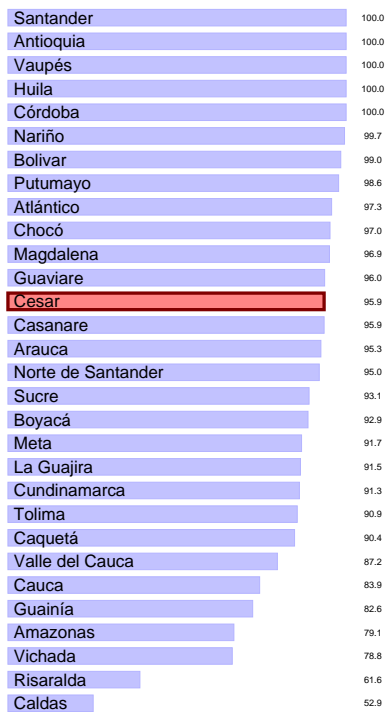 Santander 100.0
Antioquia 100.0
Vaupés 100.0
Huila 100.0
Córdoba 100.0
Nariño 99.7
Bolivar 99.0
Putumayo 98.6
Atlántico 97.3
Chocó 97.0
Magdalena 96.9
Guaviare 96.0
Cesar 95.9
Casanare 95.9
Arauca 95.3
Norte de Santander 95.0
Sucre 93.1
Boyacá 92.9
Meta 91.7
La Guajira 91.5
Cundinamarca 91.3
Tolima 90.9
Caquetá 90.4
Valle del Cauca 87.2
Cauca 83.9
Guainía 82.6
Amazonas 79.1
Vichada 78.8
Risaralda 61.6
Caldas 52.9